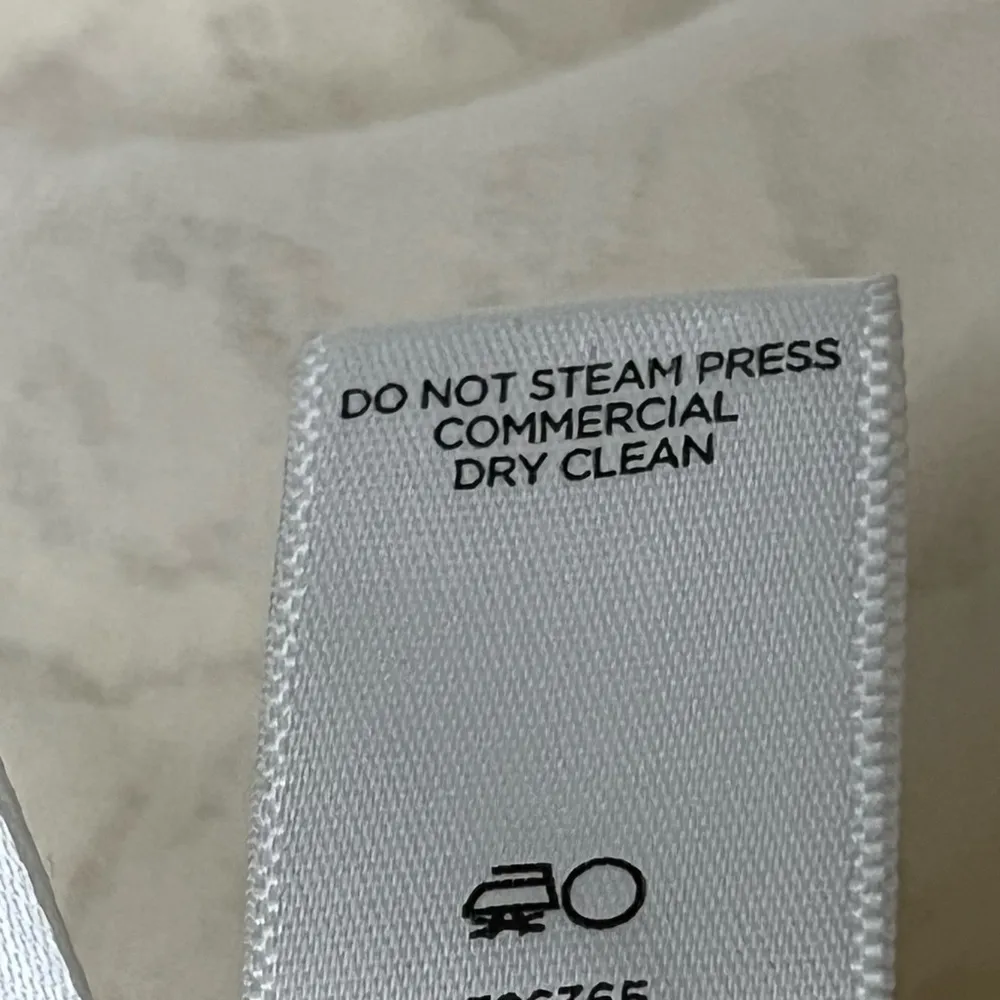 DO NOT STEAM PRESS
COMMERCIAL
DRY CLEAN